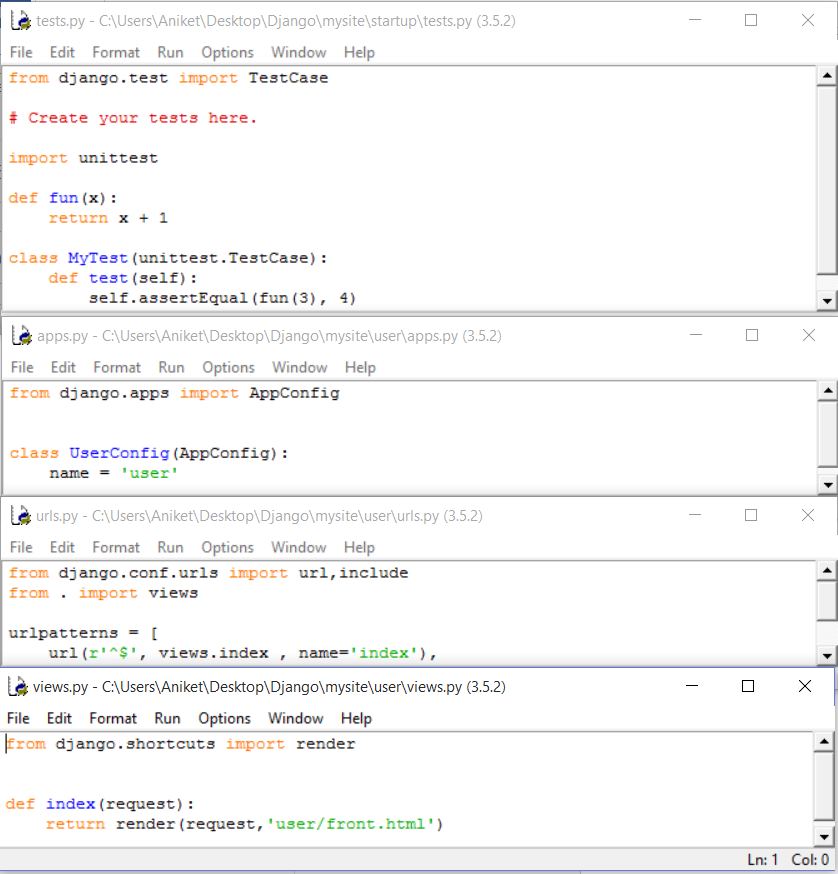 tests.py - C:\Users\Aniket\Desktop\Django\mysite\startup\tests.py (3.5.2)
File Edit Format Run Options Window Help
from django.test import TestCase
# Create your tests here.
import unittest
def fun(x):
    return x + 1
class MyTest(unittest.TestCase):
    def test(self):
        self.assertEqual(fun(3), 4)
apps.py - C:\Users\Aniket\Desktop\Django\mysite\user\apps.py (3.5.2)
File Edit Format Run Options Window Help
from django.apps import AppConfig
class UserConfig(AppConfig):
    name = 'user'
urls.py - C:\Users\Aniket\Desktop\Django\mysite\user\urls.py (3.5.2)
File Edit Format Run Options Window Help
from django.conf.urls import url,include
from . import views
urlpatterns = [
    url(r'^$', views.index , name='index'),
views.py - C:\Users\Aniket\Desktop\Django\mysite\user\views.py (3.5.2)
File Edit Format Run Options Window Help
from django.shortcuts import render
def index(request):
    return render(request,'user/front.html')
Ln: 1 Col: 0